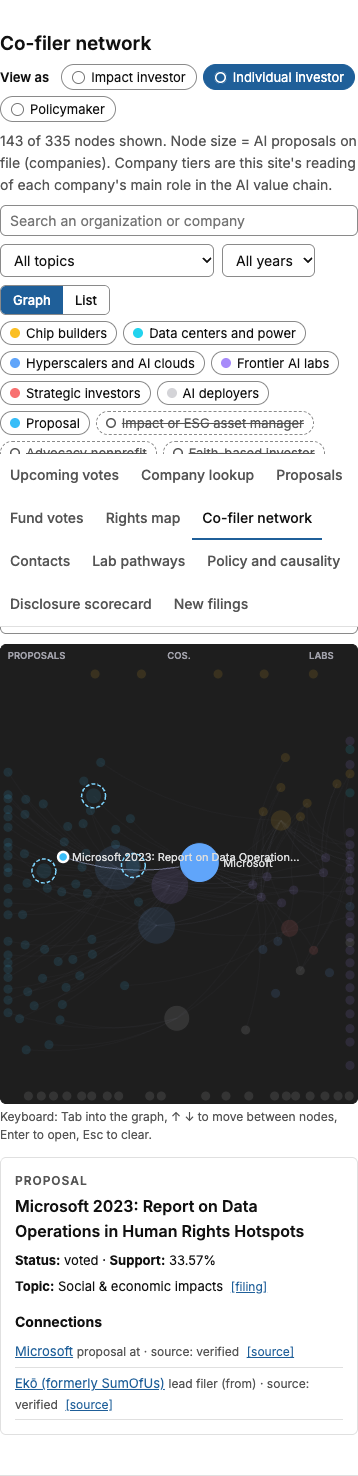 Co-filer network
View as Impact investor Individual investor
Policymaker
143 of 335 nodes shown. Node size = AI proposals on
file (companies). Company tiers are this site's reading
of each company's main role in the AI value chain.
Search an organization or company
All topics All years
Graph List
Chip builders Data centers and power
Hyperscalers and AI clouds Frontier AI labs
Strategic investors AI deployers
Proposal Impact or ESG asset manager
Advocacy nonprofit Faith-based investor
Upcoming votes Company lookup Proposals
Fund votes Rights map Co-filer network
Contacts Lab pathways Policy and causality
Disclosure scorecard New filings
PROPOSALS COS. LABS
Microsoft 2023: Report on Data Operation...
Microsoft
Keyboard: Tab into the graph, ↑ ↓ to move between nodes,
Enter to open, Esc to clear.
PROPOSAL
Microsoft 2023: Report on Data
Operations in Human Rights Hotspots
Status: voted · Support: 33.57%
Topic: Social & economic impacts [filing]
Connections
Microsoft proposal at · source: verified [source]
Ekō (formerly SumOfUs) lead filer (from) · source:
verified [source]